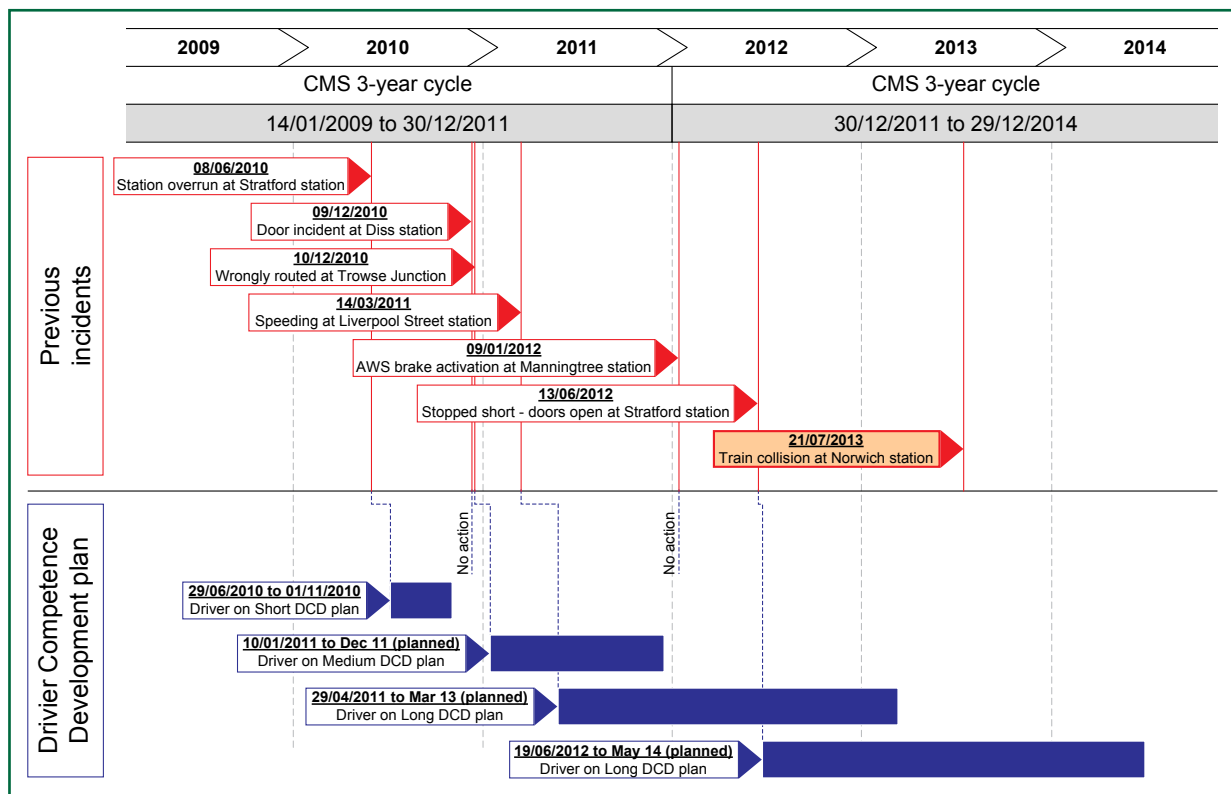 2009 2010 2011 2012 2013 2014
CMS 3-year cycle CMS 3-year cycle
14/01/2009 to 30/12/2011 30/12/2011 to 29/12/2014
Previous
incidents
08/06/2010
Station overrun at Stratford station
09/12/2010
Door incident at Diss station
10/12/2010
Wrongly routed at Trowse Junction
14/03/2011
Speeding at Liverpool Street station
09/01/2012
AWS brake activation at Manningtree station
13/06/2012
Stopped short - doors open at Stratford station
21/07/2013
Train collision at Norwich station
Drivier Competence
Development plan
No action
No action
29/06/2010 to 01/11/2010
Driver on Short DCD plan
10/01/2011 to Dec 11 (planned)
Driver on Medium DCD plan
29/04/2011 to Mar 13 (planned)
Driver on Long DCD plan
19/06/2012 to May 14 (planned)
Driver on Long DCD plan